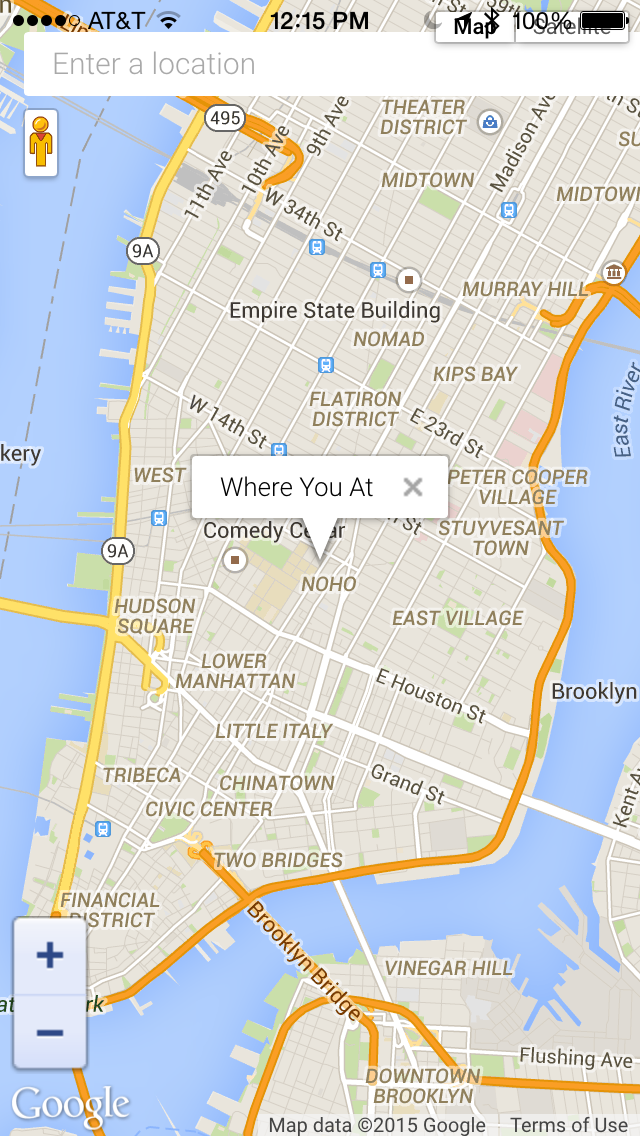 AT&T 12:15 PM 100%
39th
Map Satellite
Enter a location
495
THEATER
DISTRICT
9th Ave
10th Ave
11th Ave
Madison Ave
MIDTOWN
W 34th St
9A
MURRAY HILL
Empire State Building
NOMAD
KIPS BAY
East River
FLATIRON
DISTRICT
W 14th St
E 23rd St
kery
WEST
Where You At
PETER COOPER
VILLAGE
St
STUYVESANT
TOWN
9A
NOHO
HUDSON
SQUARE
EAST VILLAGE
LOWER
MANHATTAN
E Houston St
Brooklyn
LITTLE ITALY
TRIBECA
CHINATOWN
Grand St
CIVIC CENTER
Kent A
TWO BRIDGES
FINANCIAL
DISTRICT
+
Brooklyn Bridge
VINEGAR HILL
rk
−
Flushing Ave
DOWNTOWN
BROOKLYN
Google
Map data ©2015 Google Terms of Use